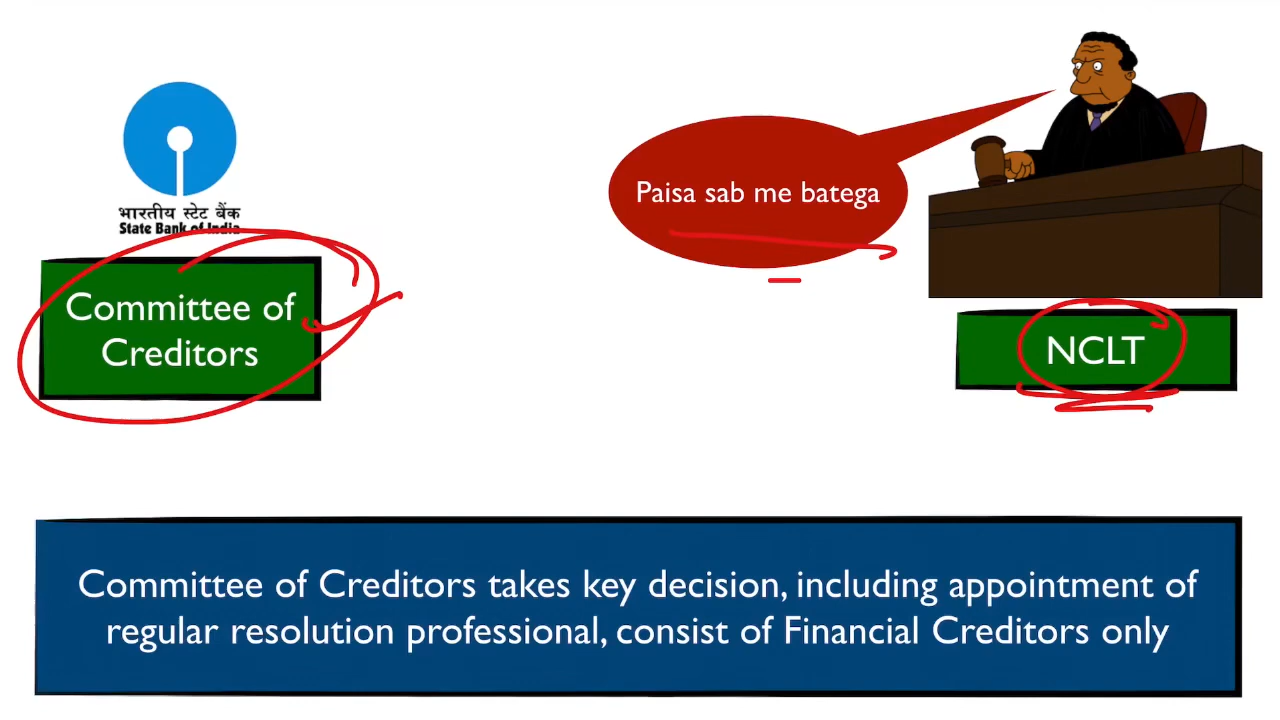 भारतीय स्टेट बैंक
State Bank of India
Committee of
Creditors
Paisa sab me batega
NCLT
Committee of Creditors takes key decision, including appointment of
regular resolution professional, consist of Financial Creditors only